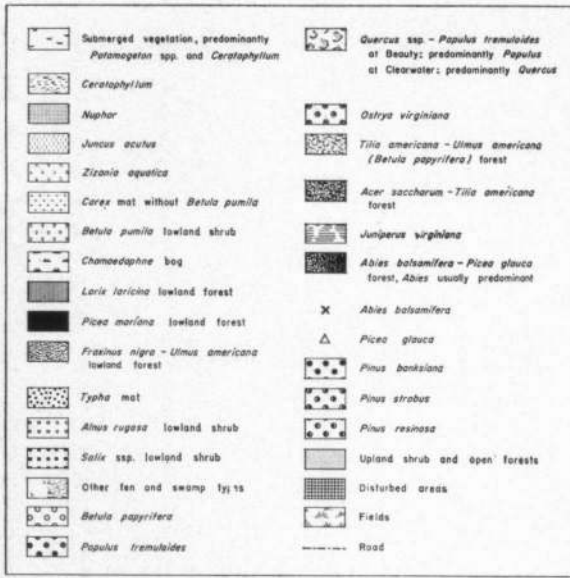 Submerged vegetation, predominantly
Potamogeton spp. and Ceratophyllum
Ceratophyllum
Nuphar
Juncus acutus
Zizania aquatica
Carex mat without Betula pumila
Betula pumila lowland shrub
Chamaedaphne bog
Larix laricina lowland forest
Picea mariana lowland forest
Fraxinus nigra - Ulmus americana
lowland forest
Typha mat
Alnus rugosa lowland shrub
Salix ssp. lowland shrub
Other fen and swamp types
Betula papyrifera
Populus tremuloides
Quercus ssp. - Populus tremuloides
at Beauty; predominantly Populus
at Clearwater; predominantly Quercus
Ostrya virginiana
Tilia americana - Ulmus americana
(Betula papyrifera) forest
Acer saccharum - Tilia americana
forest
Juniperus virginiana
Abies balsamifera - Picea glauca
forest, Abies usually predominant
Abies balsamifera
Picea glauca
Pinus banksiana
Pinus strobus
Pinus resinosa
Upland shrub and open forests
Disturbed areas
Fields
Road